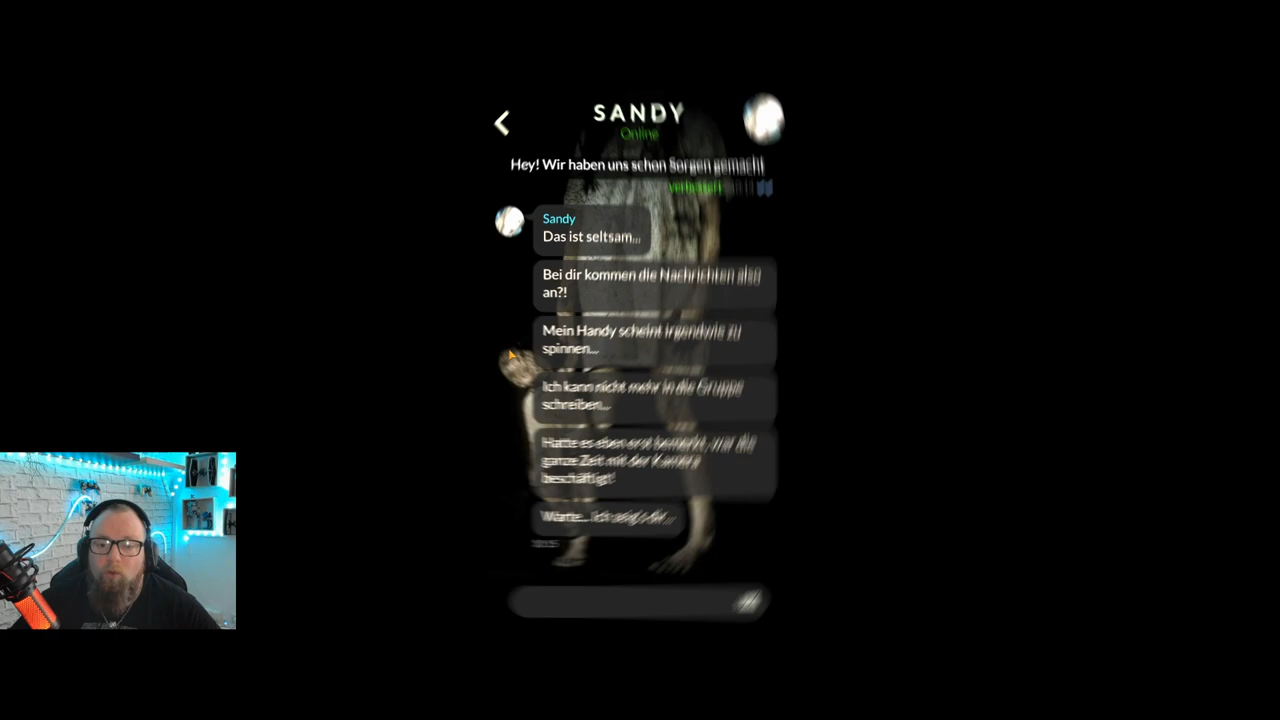 SANDY
Online
Hey! Wir haben uns schon Sorgen gemacht
Sandy
Das ist seltsam...
Bei dir kommen die Nachrichten also
an?!
Mein Handy scheint irgendwie zu
spinnen...
Ich kann nicht mehr in die Gruppe
schreiben...
Hatte es eben erst bemerkt, war die
ganze Zeit mit der Kamera
beschäftigt!
Warte... Ich zeig's dir...